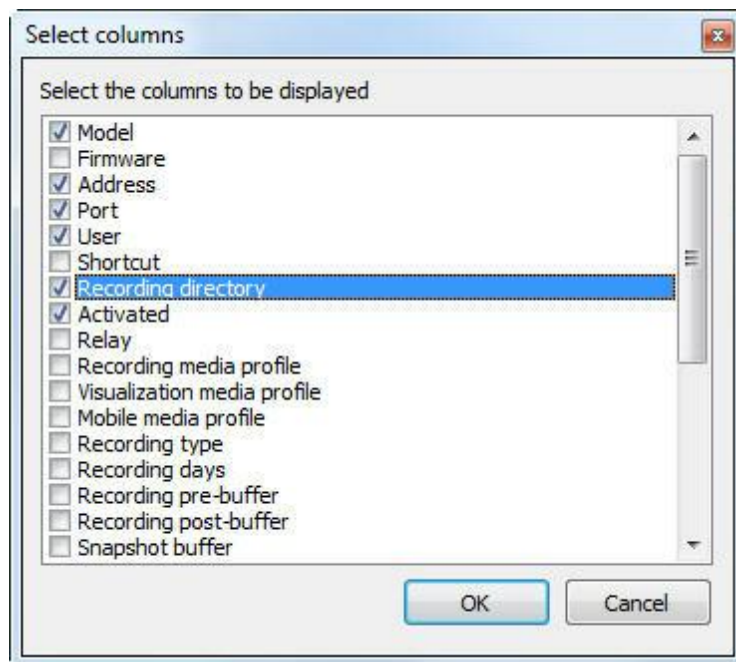 Select columns
Select the columns to be displayed
Model
Firmware
Address
Port
User
Shortcut
Recording directory
Activated
Relay
Recording media profile
Visualization media profile
Mobile media profile
Recording type
Recording days
Recording pre-buffer
Recording post-buffer
Snapshot buffer
OK Cancel